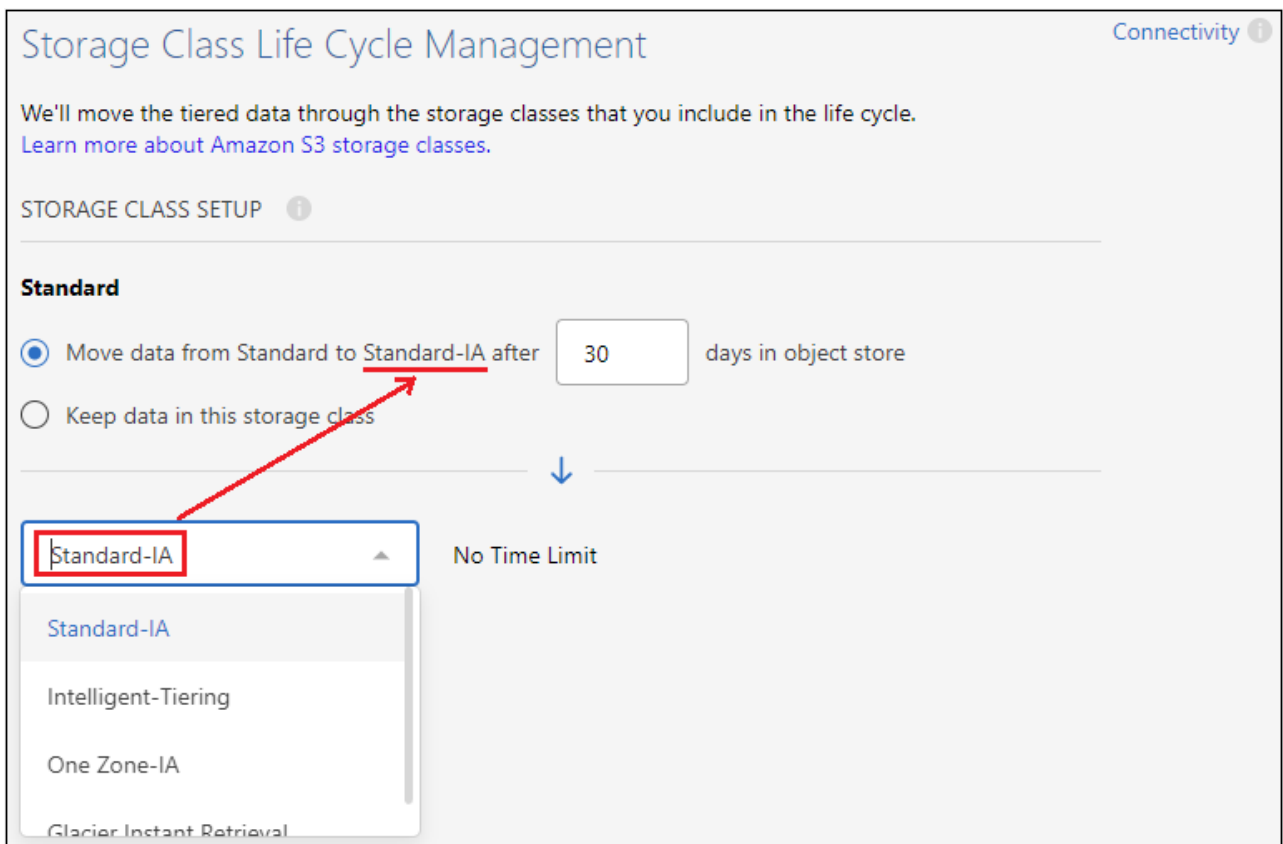 Storage Class Life Cycle Management
Connectivity
We'll move the tiered data through the storage classes that you include in the life cycle.
Learn more about Amazon S3 storage classes.
STORAGE CLASS SETUP
Standard
Move data from Standard to Standard-IA after 30 days in object store
Keep data in this storage class
Standard-IA No Time Limit
Standard-IA
Intelligent-Tiering
One Zone-IA
Glacier Instant Retrieval